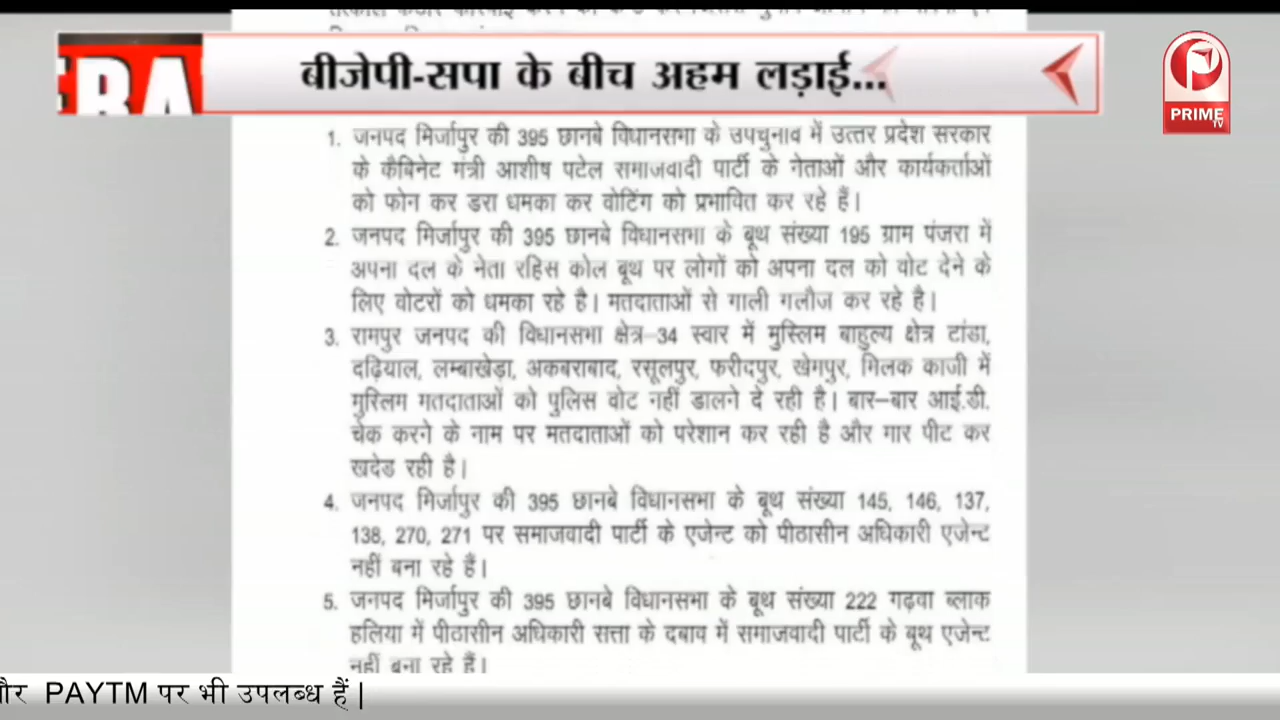 बीजेपी-सपा के बीच अहम लड़ाई...
PRIME
TV
1. जनपद मिर्जापुर की 395 छानबे विधानसभा के उपचुनाव में उत्तर प्रदेश सरकार
के कैबिनेट मंत्री आशीष पटेल समाजवादी पार्टी के नेताओं और कार्यकर्ताओं
को फोन कर डरा धमका कर वोटिंग को प्रभावित कर रहे हैं।
2. जनपद मिर्जापुर की 395 छानबे विधानसभा के बूथ संख्या 195 ग्राम पंजरा में
अपना दल के नेता रहिस कोल बूथ पर लोगों को अपना दल को वोट देने के
लिए वोटरों को धमका रहे है। मतदाताओं से गाली गलौज कर रहे है।
3. रामपुर जनपद की विधानसभा क्षेत्र-34 स्वार में मुस्लिम बाहुल्य क्षेत्र टांडा,
दढ़ियाल, लम्बाखेड़ा, अकबराबाद, रसूलपुर, फरीदपुर, खेमपुर, मिलक काजी में
मुस्लिम मतदाताओं को पुलिस वोट नहीं डालने दे रही है। बार-बार आई.डी.
चेक करने के नाम पर मतदाताओं को परेशान कर रही है और मार पीट कर
खदेड रही है।
4. जनपद मिर्जापुर की 395 छानबे विधानसभा के बूथ संख्या 145, 146, 137,
138, 270, 271 पर समाजवादी पार्टी के एजेन्ट को पीठासीन अधिकारी एजेन्ट
नहीं बना रहे हैं।
5. जनपद मिर्जापुर की 395 छानबे विधानसभा के बूथ संख्या 222 गढ़वा ब्लाक
हलिया में पीठासीन अधिकारी सत्ता के दबाव में समाजवादी पार्टी के बूथ एजेन्ट
नहीं बना रहे हैं।
और PAYTM पर भी उपलब्ध हैं|